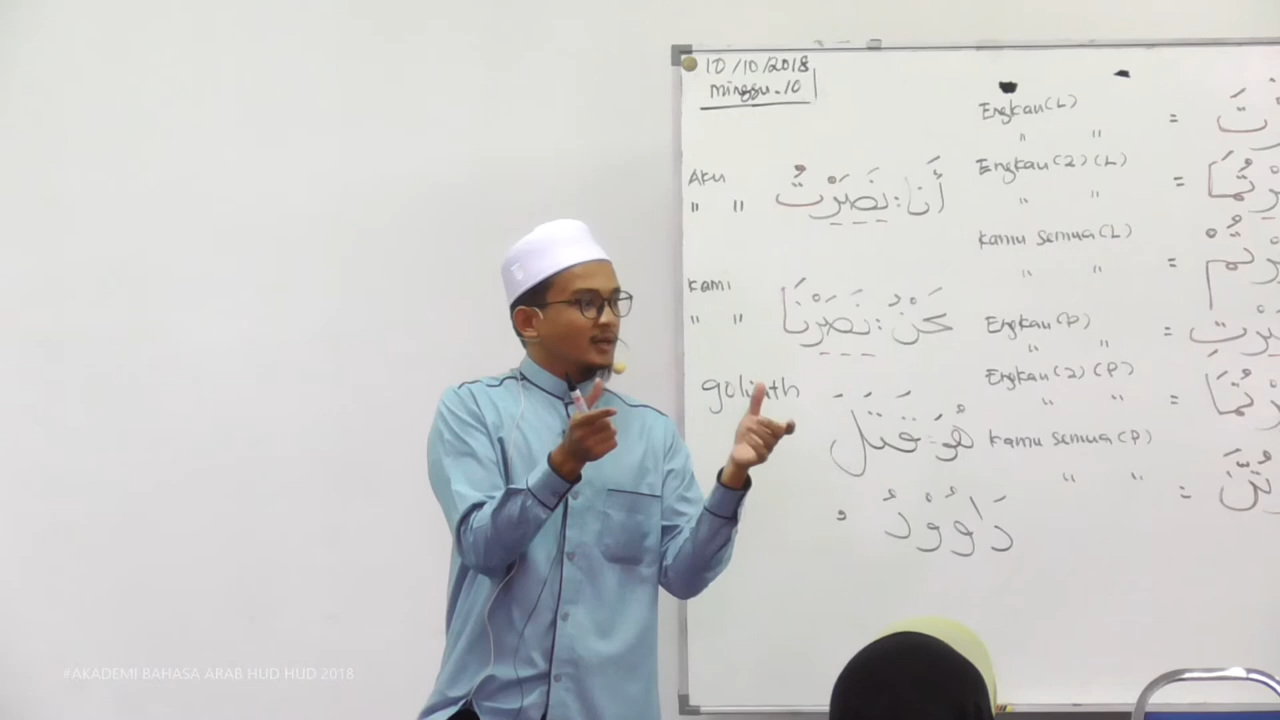 10/10/2018
minggu-10
Aku
" " أَنَا : نَصَرْتُ
Kami
" " نَحْنُ : نَصَرْنَا
goliath
هُوَ : قَتَلَ
دَاوُوْدُ
Engkau (L)
" " =
Engkau (2) (L)
" " =
Kamu semua (L)
" " =
Engkau (P)
" " =
Engkau (2) (P)
" " =
Kamu semua (P)
" " =
#AKADEMI BAHASA ARAB HUD HUD 2018